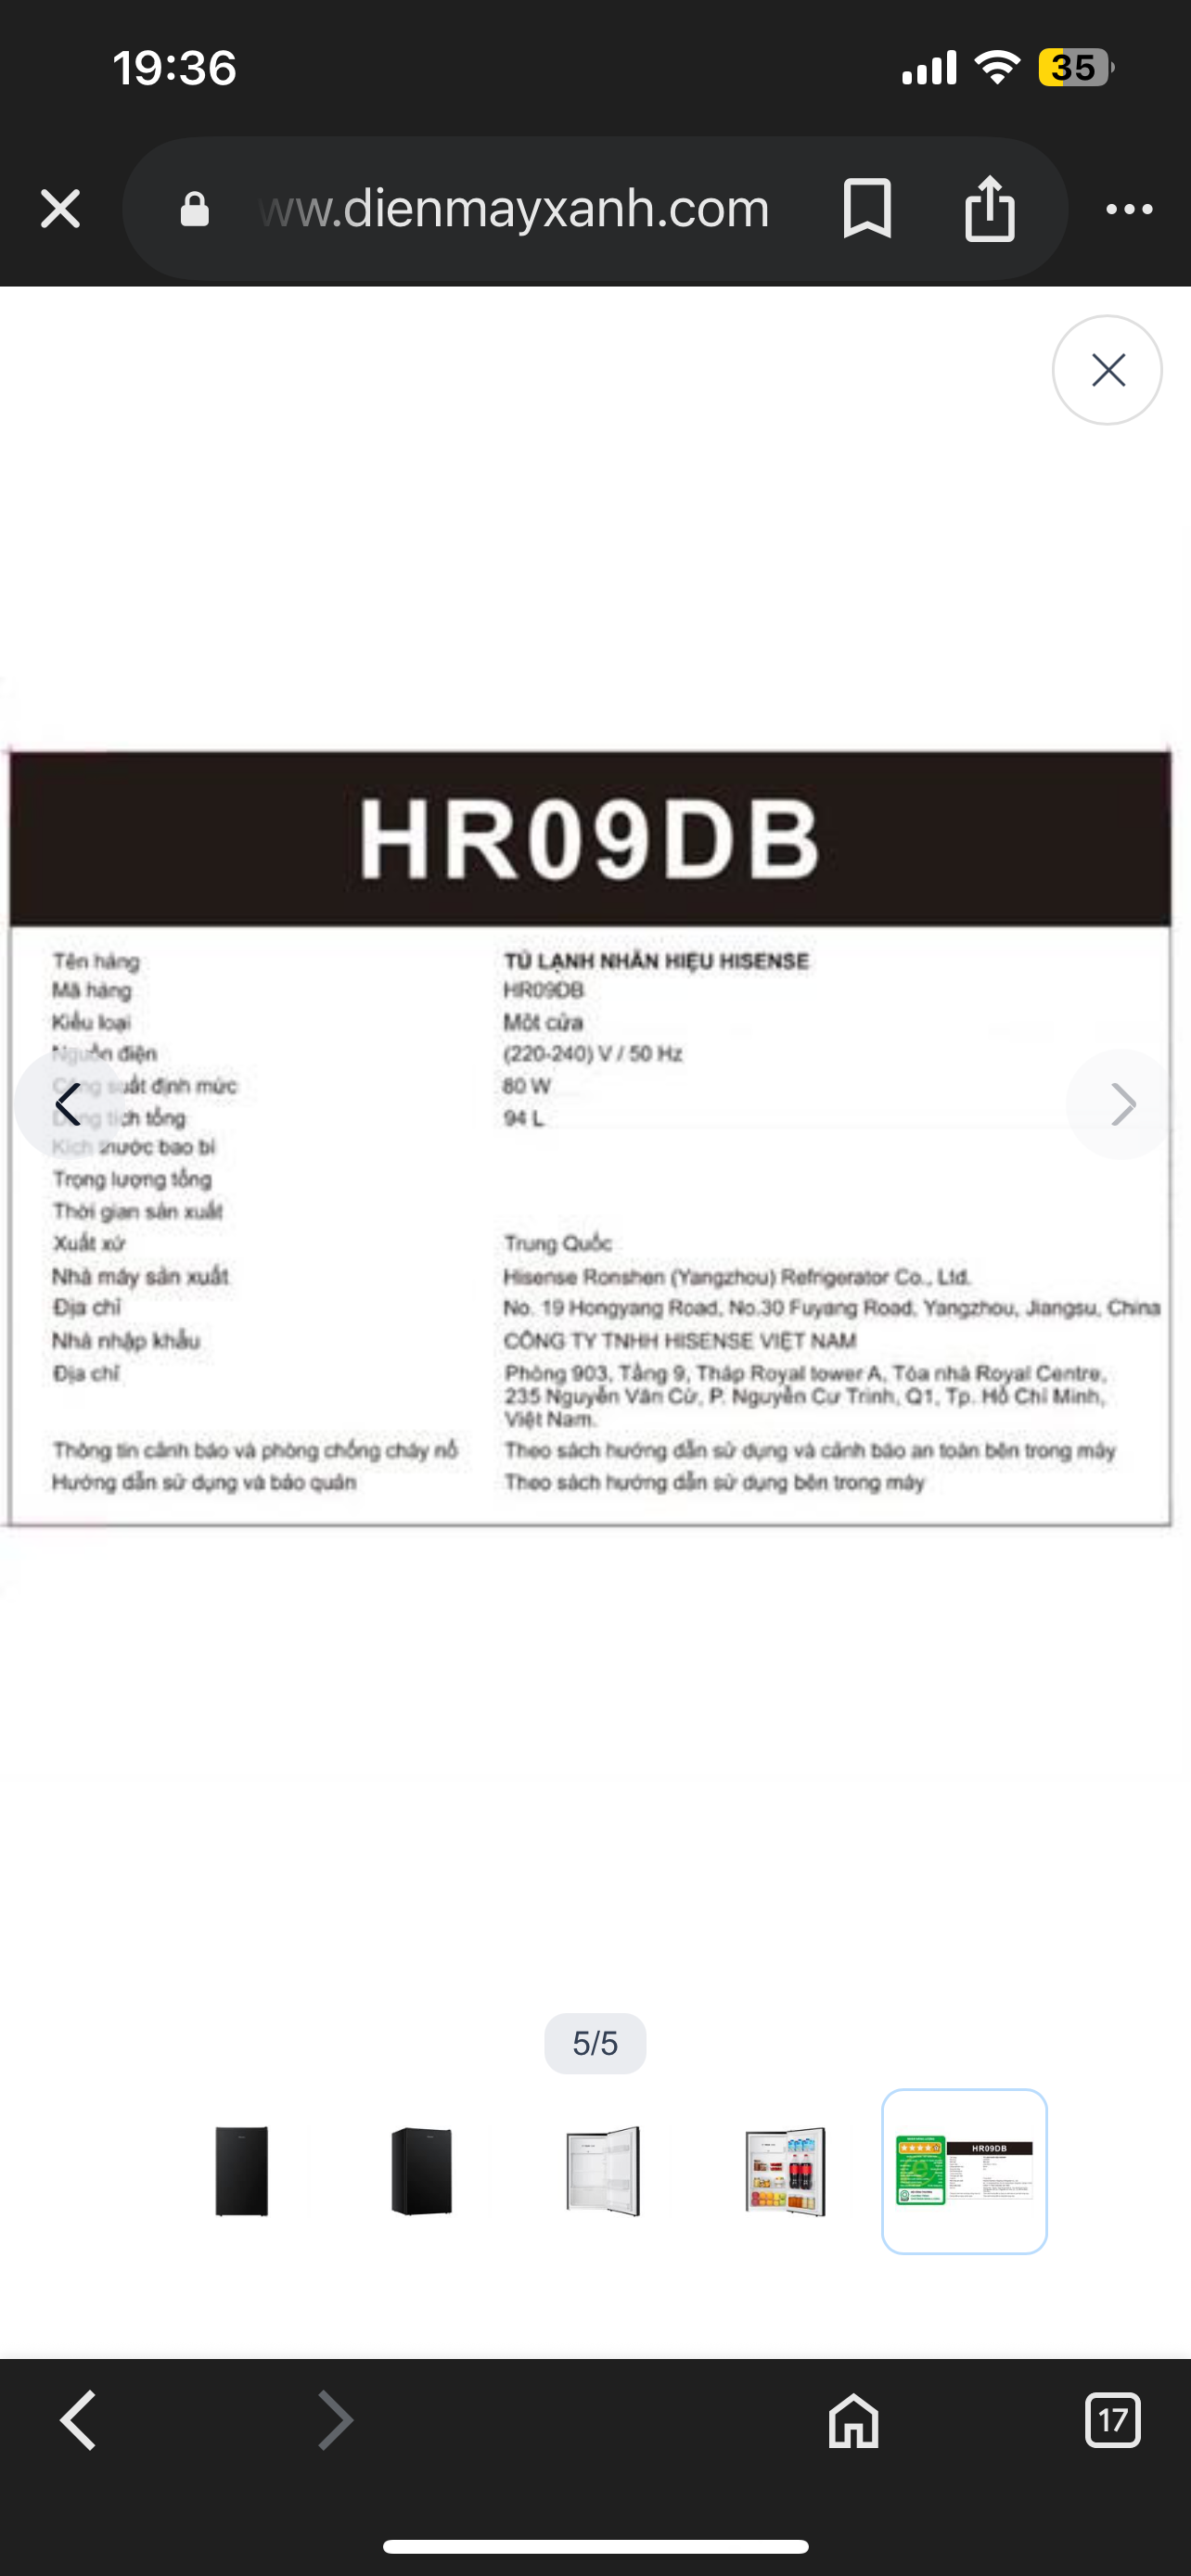 19:36
35
ww.dienmayxanh.com
HR09DB
Tên hàng TỦ LẠNH NHÃN HIỆU HISENSE
Mã hàng HR09DB
Kiểu loại Một cửa
Nguồn điện (220-240) V / 50 Hz
Công suất định mức 80 W
tích tổng 94 L
Kích thước bao bì
Trọng lượng tổng
Thời gian sản xuất
Xuất xứ Trung Quốc
Nhà máy sản xuất Hisense Ronshen (Yangzhou) Refrigerator Co., Ltd.
Địa chỉ No. 19 Hongyang Road, No.30 Fuyang Road, Yangzhou, Jiangsu, China
Nhà nhập khẩu CÔNG TY TNHH HISENSE VIỆT NAM
Địa chỉ Phòng 903, Tầng 9, Tháp Royal tower A, Tòa nhà Royal Centre,
235 Nguyễn Văn Cừ, P. Nguyễn Cư Trinh, Q1, Tp. Hồ Chí Minh,
Việt Nam.
Thông tin cảnh báo và phòng chống cháy nổ Theo sách hướng dẫn sử dụng và cảnh báo an toàn bên trong máy
Hướng dẫn sử dụng và bảo quản Theo sách hướng dẫn sử dụng bên trong máy
5/5
HR09DB
17